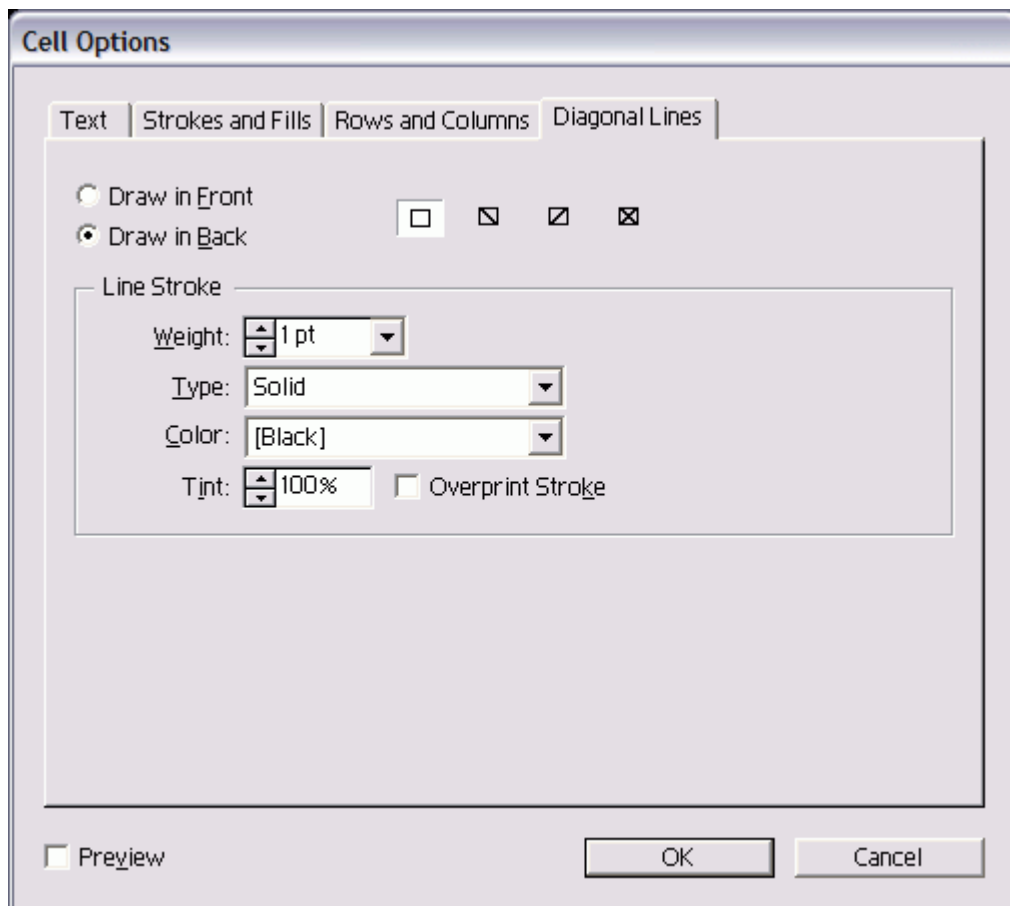 Cell Options
Text
Strokes and Fills
Rows and Columns
Diagonal Lines
Draw in Front
Draw in Back
Line Stroke
Weight: 1 pt
Type: Solid
Color: [Black]
Tint: 100% Overprint Stroke
Preview
OK
Cancel